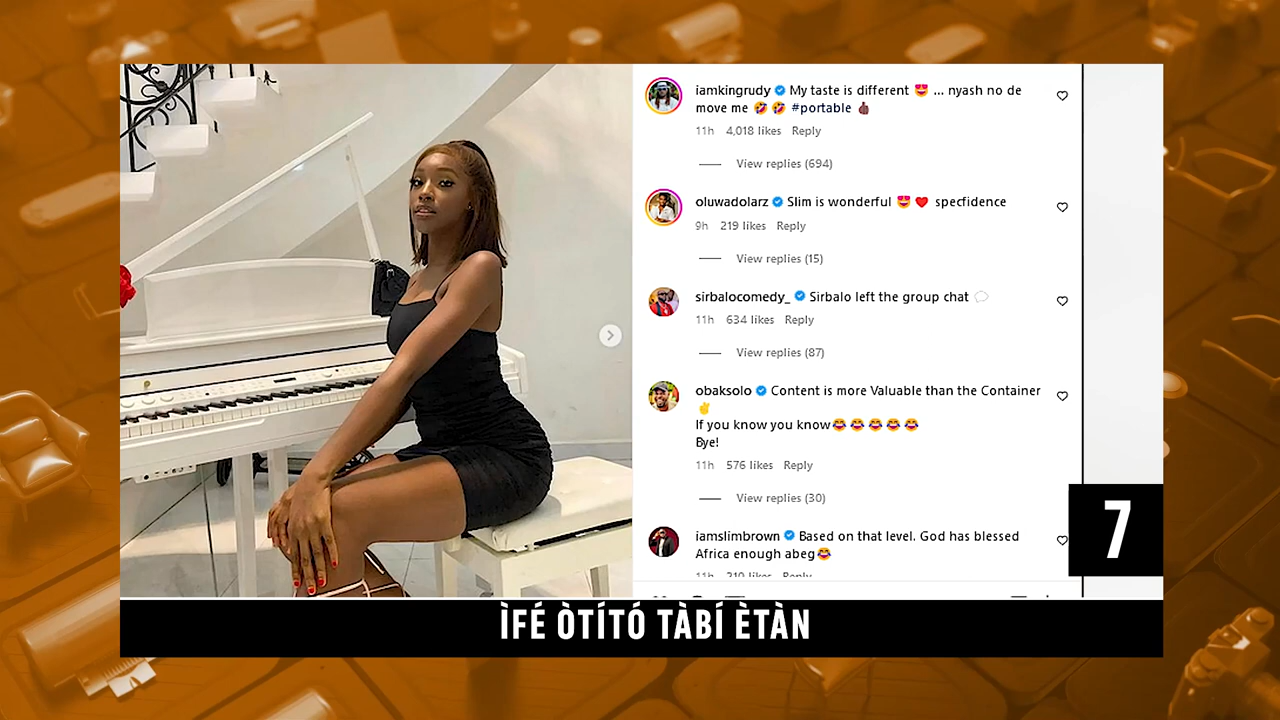 iamkingrudy My taste is different 😍 ... nyash no de
move me 🤣 🤣 #portable 👍🏿
11h 4,018 likes Reply
View replies (694)
oluwadolarz Slim is wonderful 😍 ❤️ specfidence
9h 219 likes Reply
View replies (15)
sirbalocomedy_ Sirbalo left the group chat 💭
11h 634 likes Reply
View replies (87)
obaksolo Content is more Valuable than the Container
✌️
If you know you know😂😂😂😂😂
Bye!
11h 576 likes Reply
View replies (30)
iamslimbrown Based on that level. God has blessed
Africa enough abeg😂
11h 210 likes Reply
7
ÌFÉ ÒTÍTÓ TÀBÍ ÈTÀN